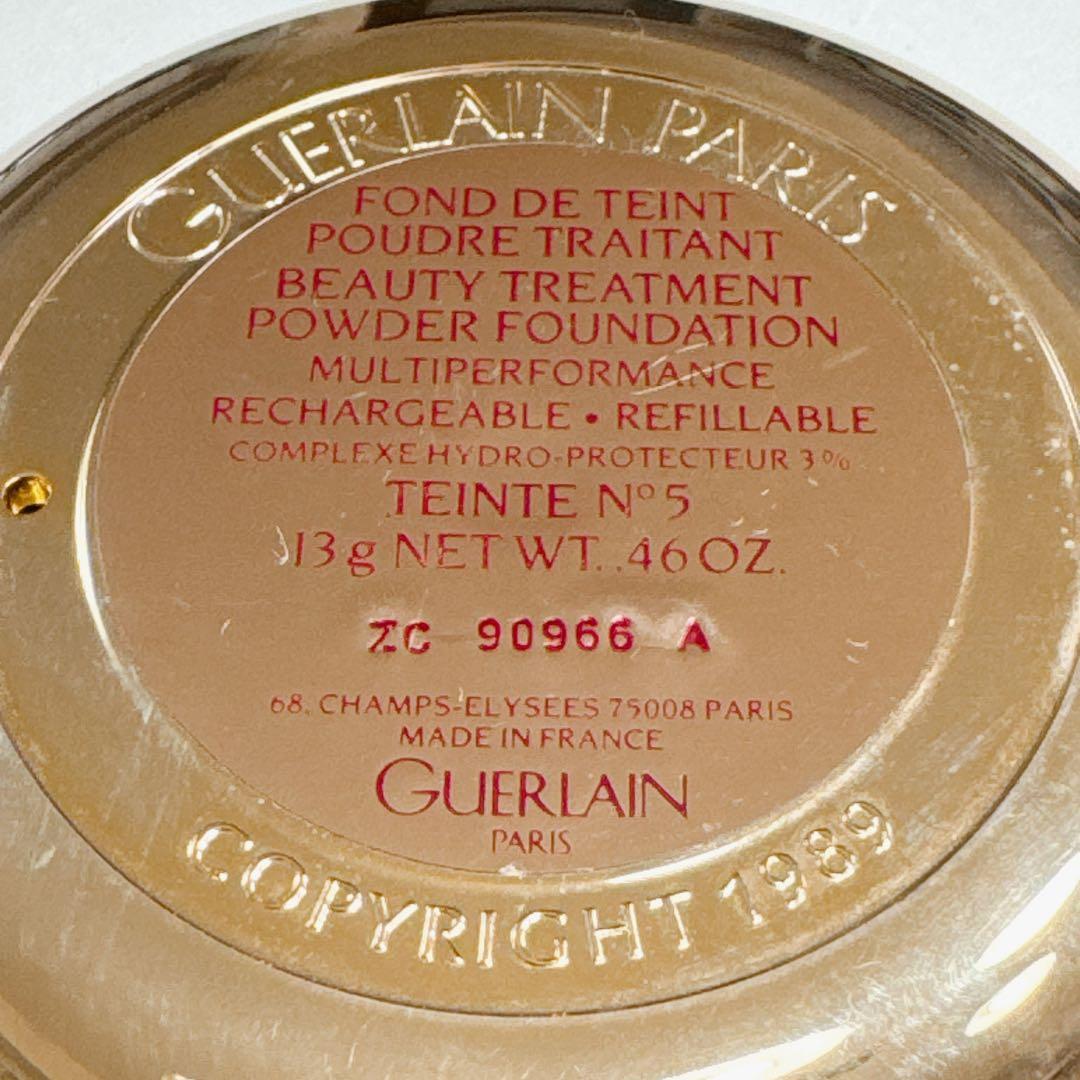 GUERLAIN PARIS
FOND DE TEINT
POUDRE TRAITANT
BEAUTY TREATMENT
POWDER FOUNDATION
MULTIPERFORMANCE
RECHARGEABLE • REFILLABLE
COMPLEXE HYDRO-PROTECTEUR 3%
TEINTE Nº 5
13 g NET WT. .46 OZ.
ZC 90966 A
68, CHAMPS-ELYSEES 75008 PARIS
MADE IN FRANCE
GUERLAIN
PARIS
COPYRIGHT 1989